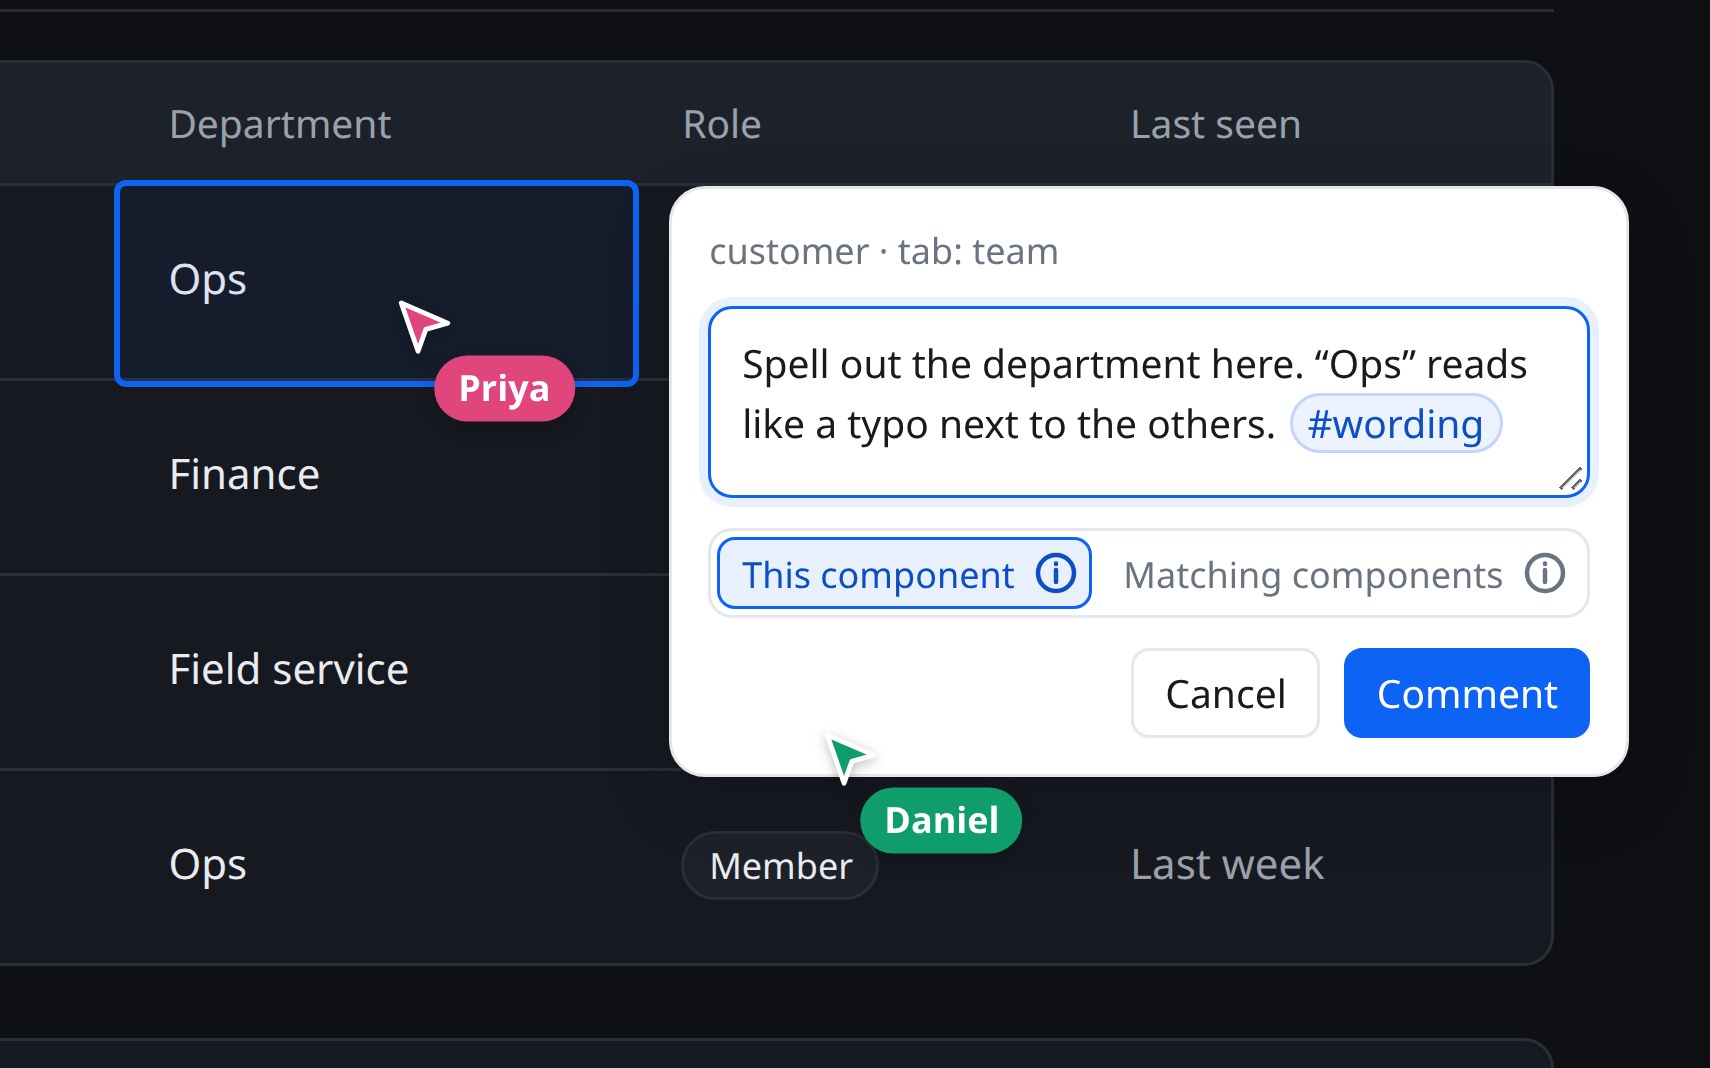 Department Role Last seen
Ops
Priya
customer · tab: team
Spell out the department here. “Ops” reads
like a typo next to the others. #wording
This component Matching components
Cancel Comment
Finance
Field service
Daniel
Ops Member Last week